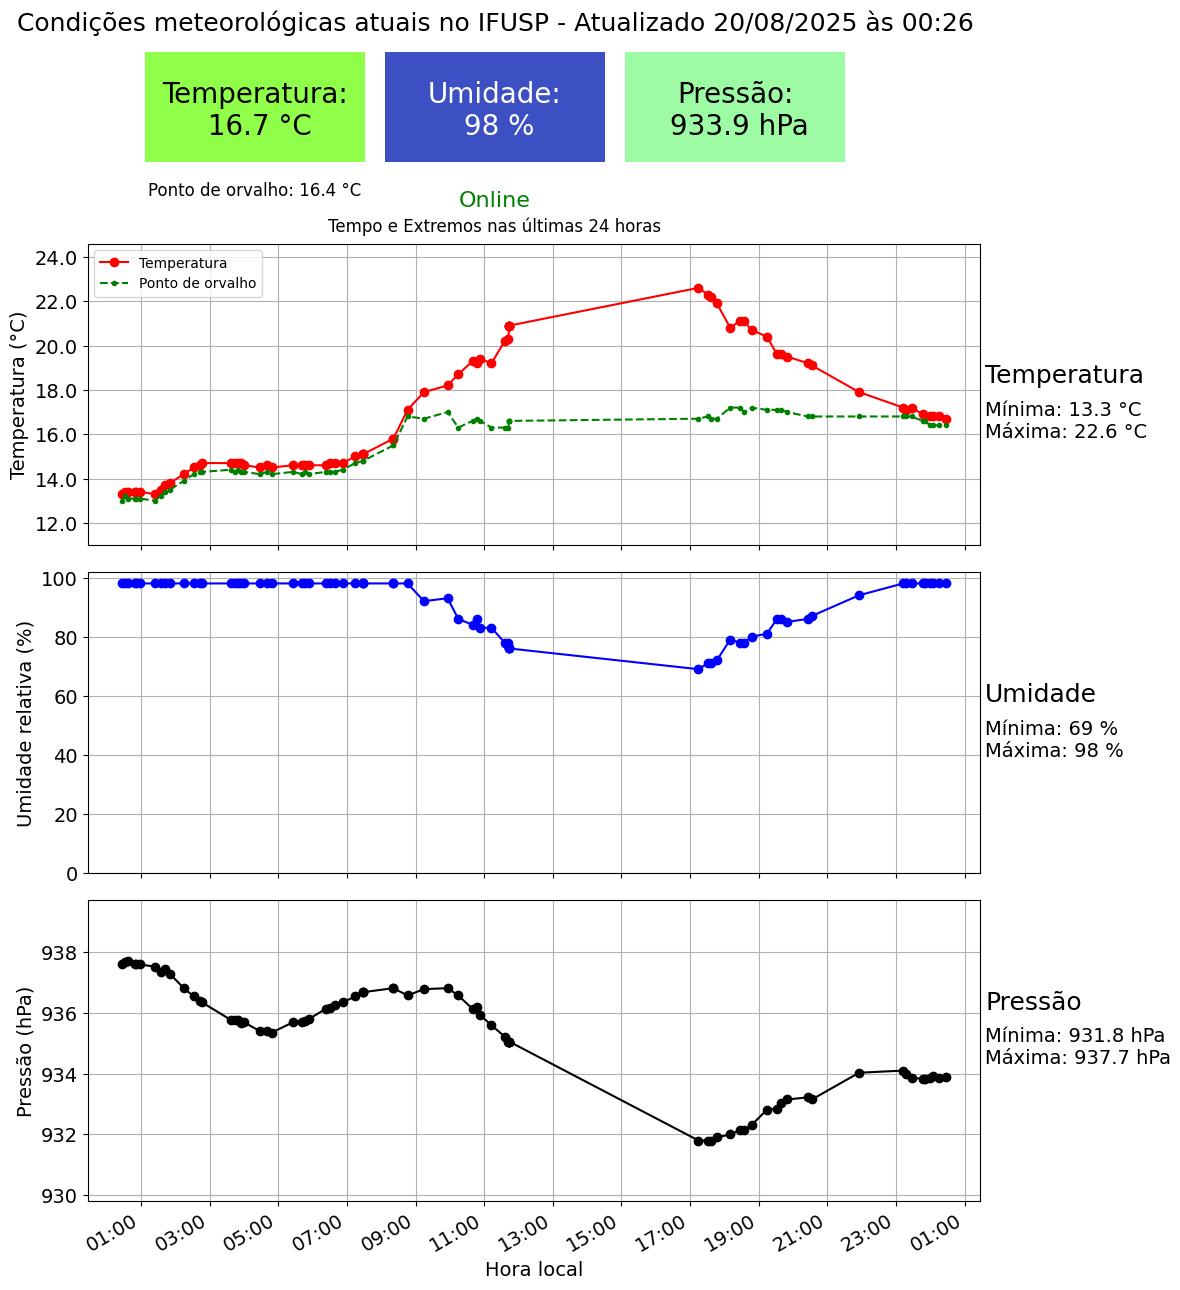 Condições meteorológicas atuais no IFUSP - Atualizado 20/08/2025 às 00:26
Temperatura:
16.7 °C
Umidade:
98 %
Pressão:
933.9 hPa
Ponto de orvalho: 16.4 °C
Online
Tempo e Extremos nas últimas 24 horas
Temperatura
Ponto de orvalho
Temperatura (°C)
24.0
22.0
20.0
18.0
16.0
14.0
12.0
Temperatura
Mínima: 13.3 °C
Máxima: 22.6 °C
Umidade relativa (%)
100
80
60
40
20
0
Umidade
Mínima: 69 %
Máxima: 98 %
Pressão (hPa)
938
936
934
932
930
Pressão
Mínima: 931.8 hPa
Máxima: 937.7 hPa
01:00 03:00 05:00 07:00 09:00 11:00 13:00 15:00 17:00 19:00 21:00 23:00 01:00
Hora local